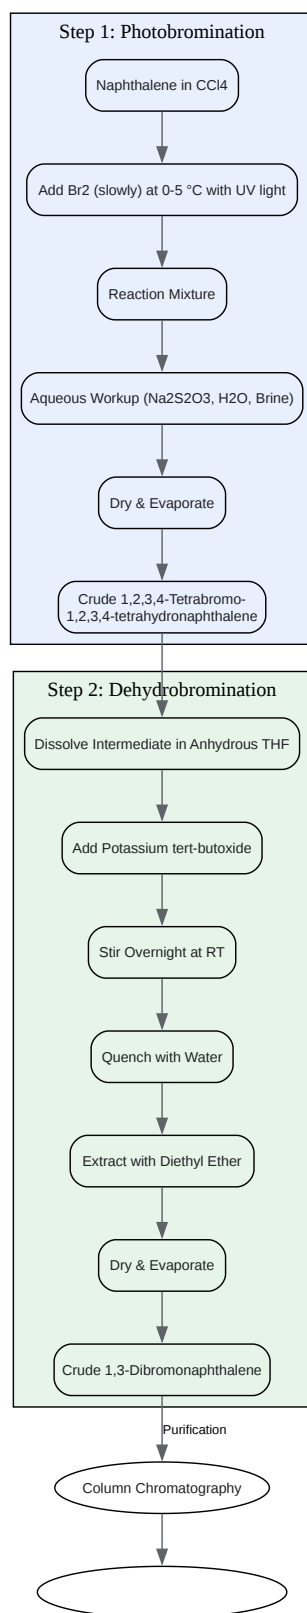 Step 1: Photobromination
Naphthalene in CCl4
Add Br2 (slowly) at 0-5 °C with UV light
Reaction Mixture
Aqueous Workup (Na2S2O3, H2O, Brine)
Dry & Evaporate
Crude 1,2,3,4-Tetrabromo-
1,2,3,4-tetrahydronaphthalene
Step 2: Dehydrobromination
Dissolve Intermediate in Anhydrous THF
Add Potassium tert-butoxide
Stir Overnight at RT
Quench with Water
Extract with Diethyl Ether
Dry & Evaporate
Crude 1,3-Dibromonaphthalene
Purification
Column Chromatography